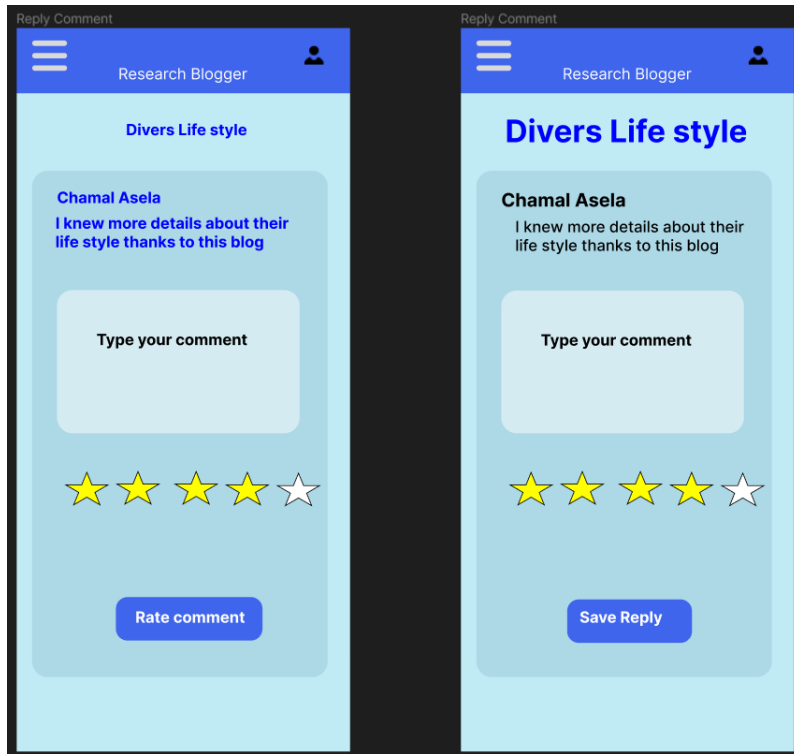 Reply Comment
Research Blogger
Divers Life style
Chamal Asela
I knew more details about their
life style thanks to this blog
Type your comment
Rate comment
Reply Comment
Research Blogger
Divers Life style
Chamal Asela
I knew more details about their
life style thanks to this blog
Type your comment
Save Reply